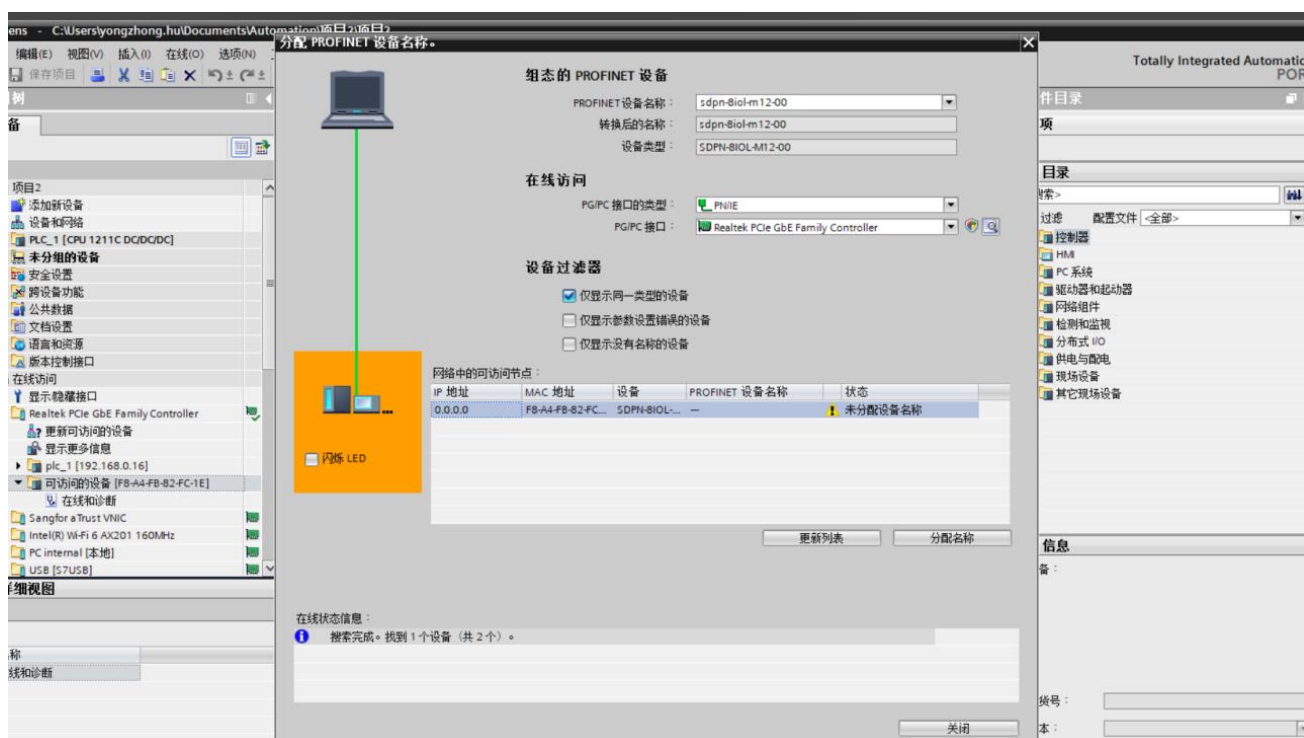 ens - C:\Users\yongzhong.hu\Documents\Automation\项目2\项目2
编辑(E) 视图(V) 插入(I) 在线(O) 选项(N)
保存项目
树
备
项目2
添加新设备
设备和网络
PLC_1 [CPU 1211C DC/DC/DC]
未分组的设备
安全设置
跨设备功能
公共数据
文档设置
语言和资源
版本控制接口
在线访问
显示/隐藏接口
Realtek PCIe GbE Family Controller
更新可访问的设备
显示更多信息
plc_1 [192.168.0.16]
可访问的设备 [F8-A4-FB-82-FC-1E]
在线和诊断
Sangfor aTrust VNIC
Intel(R) Wi-Fi 6 AX201 160MHz
PC internal [本地]
USB [S7USB]
详细视图
称
线和诊断
分配 PROFINET 设备名称。
组态的 PROFINET 设备
PROFINET 设备名称：
sdpn-8iol-m12-00
转换后的名称：
sdpn-8iol-m12-00
设备类型：
SDPN-8IOL-M12-00
在线访问
PG/PC 接口的类型：
PN/IE
PG/PC 接口：
Realtek PCIe GbE Family Controller
设备过滤器
仅显示同一类型的设备
仅显示参数设置错误的设备
仅显示没有名称的设备
网络中的可访问节点：
IP 地址 MAC 地址 设备 PROFINET 设备名称 状态
0.0.0.0 F8-A4-FB-82-FC... SDPN-8IOL-... — 未分配设备名称
闪烁 LED
更新列表
分配名称
在线状态信息：
搜索完成。找到 1 个设备（共 2 个）。
关闭
Totally Integrated Automatic
POR
件目录
项
目录
搜索>
过滤 配置文件 <全部>
控制器
HMI
PC 系统
驱动器和起动器
网络组件
检测和监视
分布式 I/O
供电与配电
现场设备
其它现场设备
信息
备：
货号：
本：